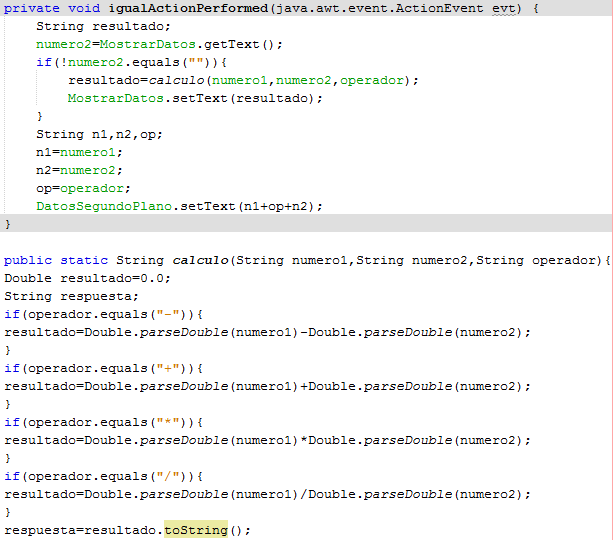 private void igualActionPerformed(java.awt.event.ActionEvent evt) {
String resultado;
numero2=MostrarDatos.getText();
if(!numero2.equals("")){
resultado=calculo(numero1,numero2,operador);
MostrarDatos.setText(resultado);
}
String n1,n2,op;
n1=numero1;
n2=numero2;
op=operador;
DatosSegundoPlano.setText(n1+op+n2);
}
public static String calculo(String numero1,String numero2,String operador){
Double resultado=0.0;
String respuesta;
if(operador.equals("-")){
resultado=Double.parseDouble(numero1)-Double.parseDouble(numero2);
}
if(operador.equals("+")){
resultado=Double.parseDouble(numero1)+Double.parseDouble(numero2);
}
if(operador.equals("*")){
resultado=Double.parseDouble(numero1)*Double.parseDouble(numero2);
}
if(operador.equals("/")){
resultado=Double.parseDouble(numero1)/Double.parseDouble(numero2);
}
respuesta=resultado.toString();